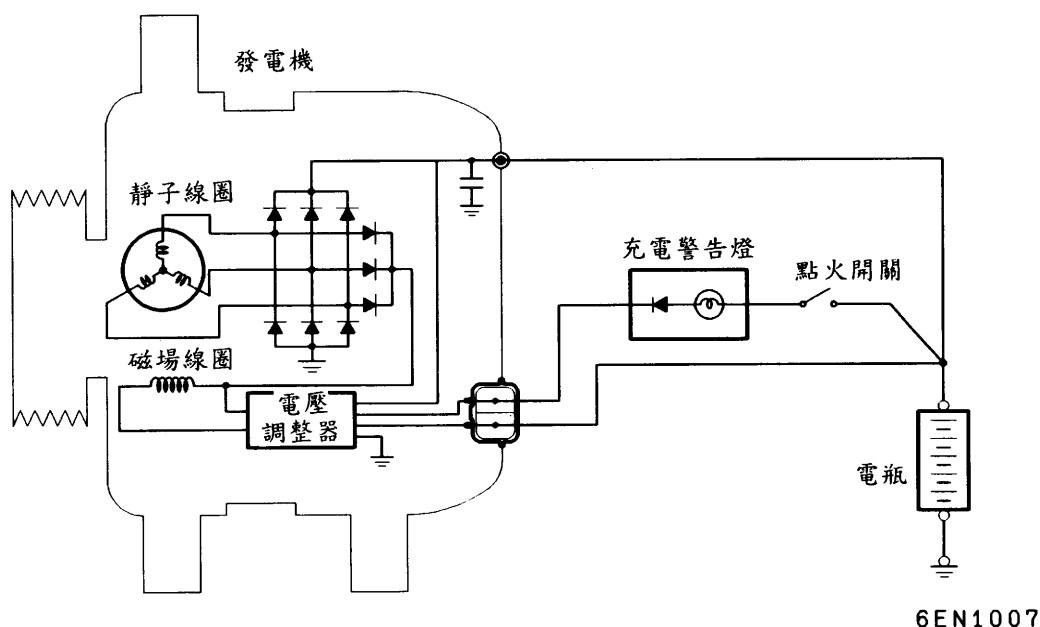 發電機
靜子線圈
充電警告燈
點火開關
磁場線圈
電壓
調整器
電瓶
6EN1007